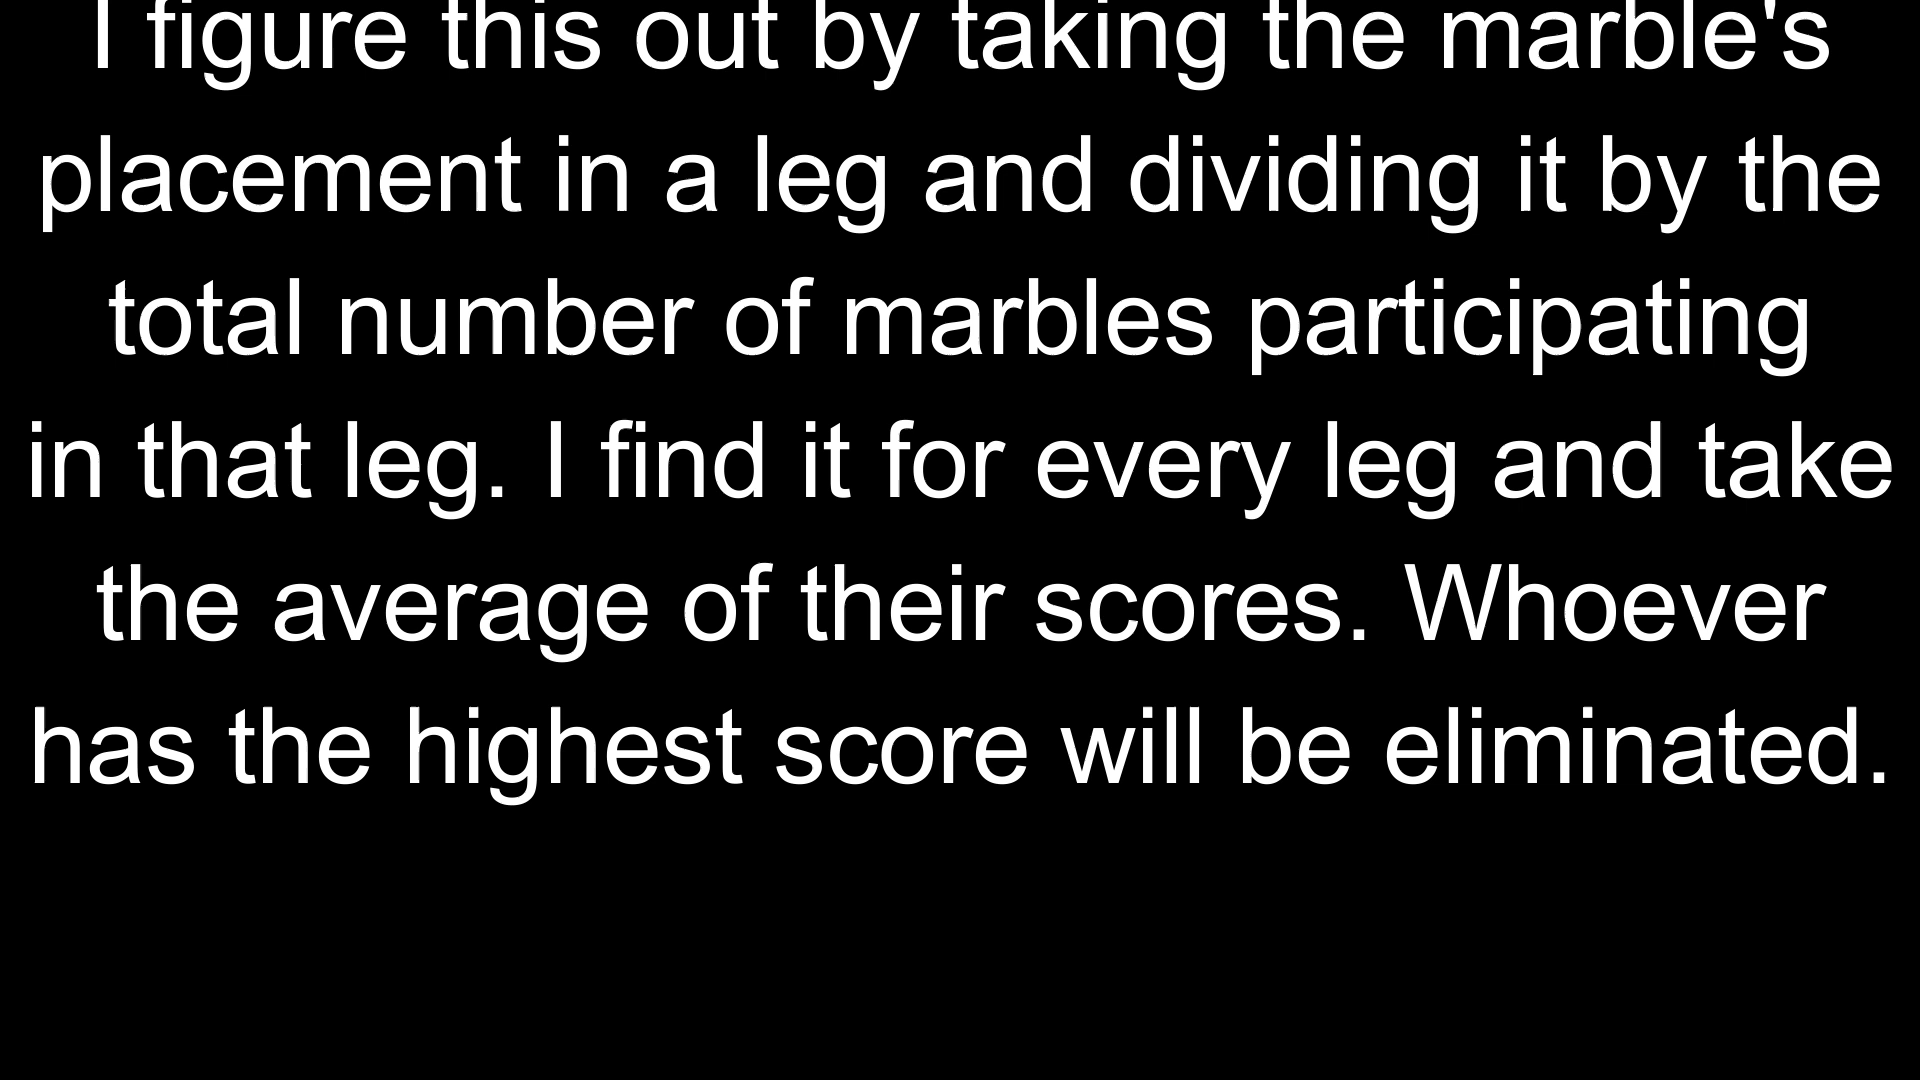 I figure this out by taking the marble's
placement in a leg and dividing it by the
total number of marbles participating
in that leg. I find it for every leg and take
the average of their scores. Whoever
has the highest score will be eliminated.